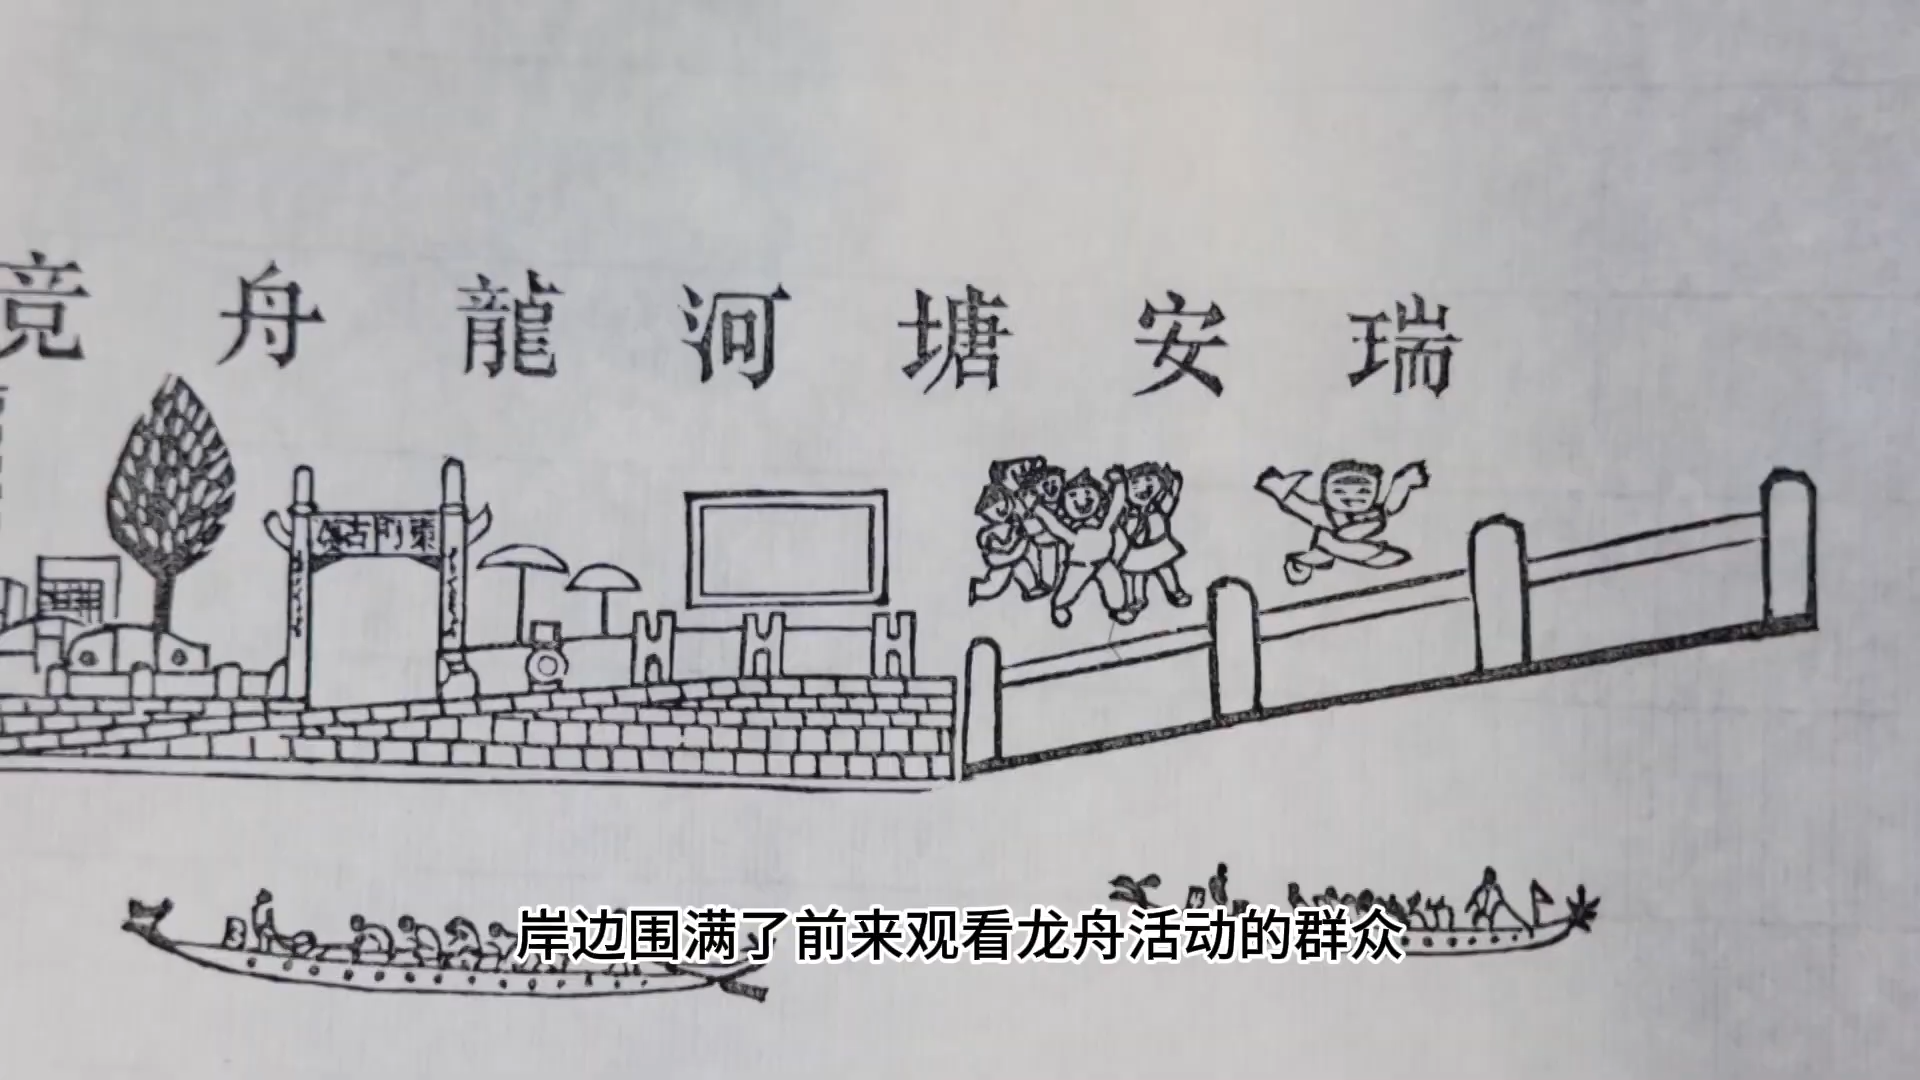 瑞安塘河龍舟竞
東门古
岸边围满了前来观看龙舟活动的群众